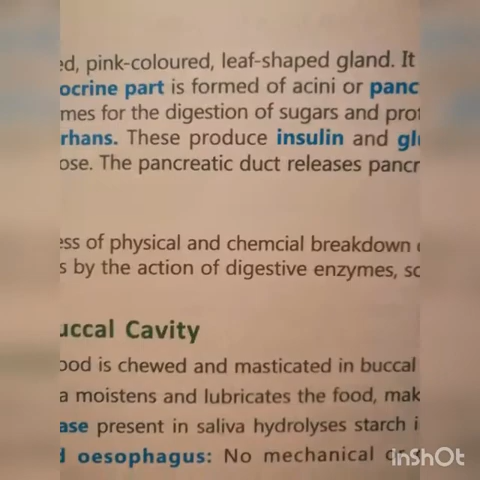 ed, pink-coloured, leaf-shaped gland. It
ocrine part is formed of acini or panc
mes for the digestion of sugars and prot
rhans. These produce insulin and gl
ose. The pancreatic duct releases pancr
ess of physical and chemcial breakdown
s by the action of digestive enzymes, so
uccal Cavity
ood is chewed and masticated in buccal
a moistens and lubricates the food, mak
ase present in saliva hydrolyses starch i
d oesophagus: No mechanical
InShOt